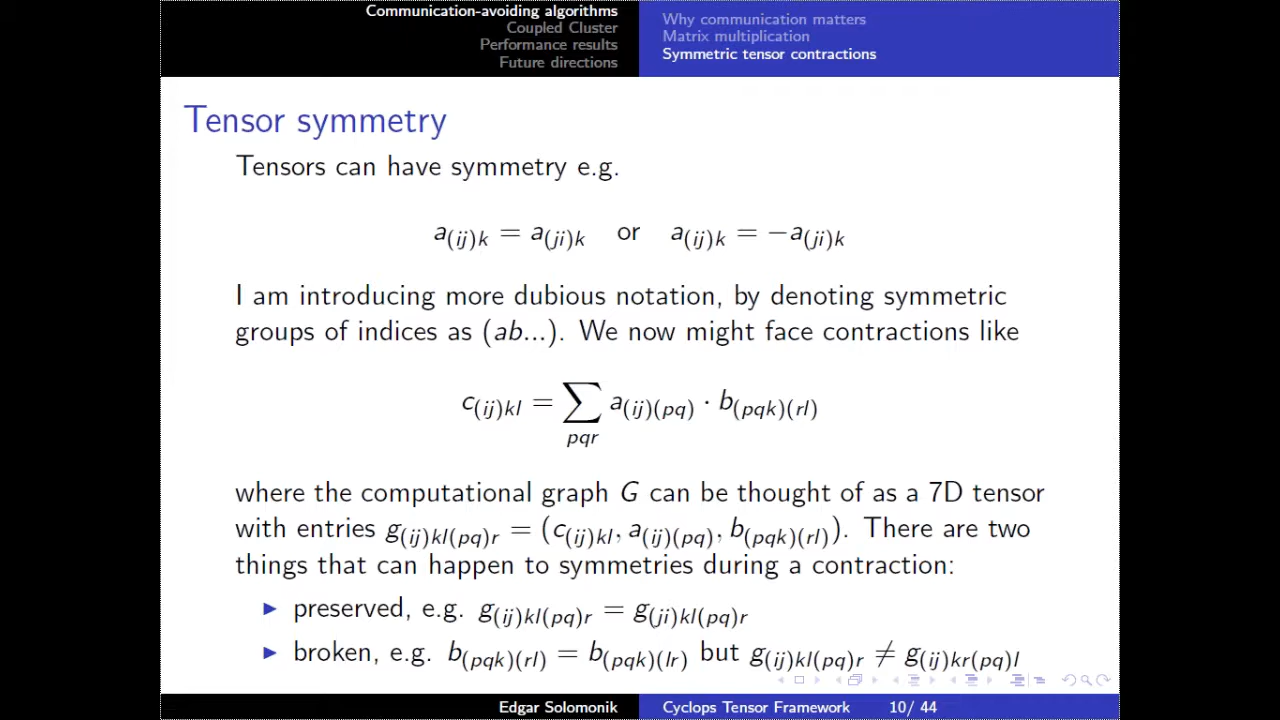 Communication-avoiding algorithms
Coupled Cluster
Performance results
Future directions
Why communication matters
Matrix multiplication
Symmetric tensor contractions
Tensor symmetry
Tensors can have symmetry e.g.
a_{(ij)k} = a_{(ji)k} or a_{(ij)k} = −a_{(ji)k}
I am introducing more dubious notation, by denoting symmetric
groups of indices as (ab...). We now might face contractions like
c_{(ij)kl} = ∑_{pqr} a_{(ij)(pq)} · b_{(pqk)(rl)}
where the computational graph G can be thought of as a 7D tensor
with entries g_{(ij)kl(pq)r} = (c_{(ij)kl}, a_{(ij)(pq)}, b_{(pqk)(rl)}). There are two
things that can happen to symmetries during a contraction:
▶ preserved, e.g. g_{(ij)kl(pq)r} = g_{(ji)kl(pq)r}
▶ broken, e.g. b_{(pqk)(rl)} = b_{(pqk)(lr)} but g_{(ij)kl(pq)r} ≠ g_{(ij)kr(pq)l}
Edgar Solomonik
Cyclops Tensor Framework
10/ 44